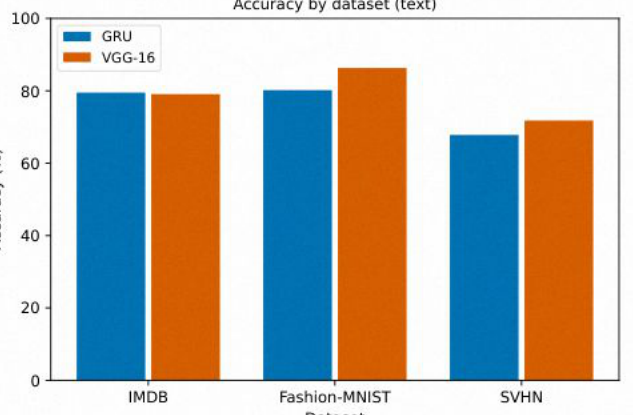 Accuracy by dataset (text)
100
GRU
VGG-16
80
60
40
20
0
IMDB
Fashion-MNIST
SVHN